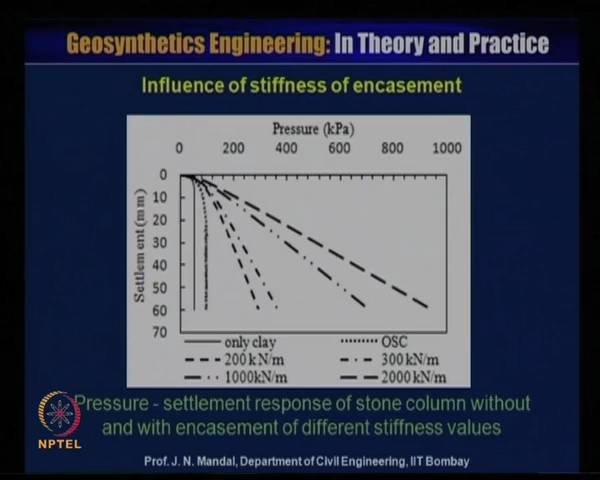 Geosynthetics Engineering: In Theory and Practice
Influence of stiffness of encasement
Pressure (kPa)
0 200 400 600 800 1000
Settlement (mm)
0
10
20
30
40
50
60
70
only clay
OSC
200 kN/m
300 kN/m
1000kN/m
2000 kN/m
Pressure - settlement response of stone column without
and with encasement of different stiffness values
NPTEL
Prof. J. N. Mandal, Department of Civil Engineering, IIT Bombay